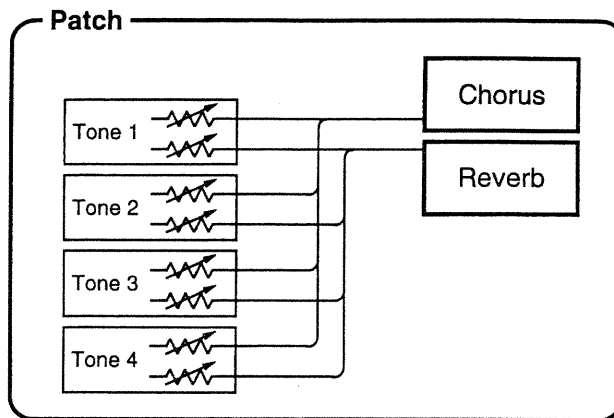 Patch
Chorus
Reverb
Tone 1
Tone 2
Tone 3
Tone 4